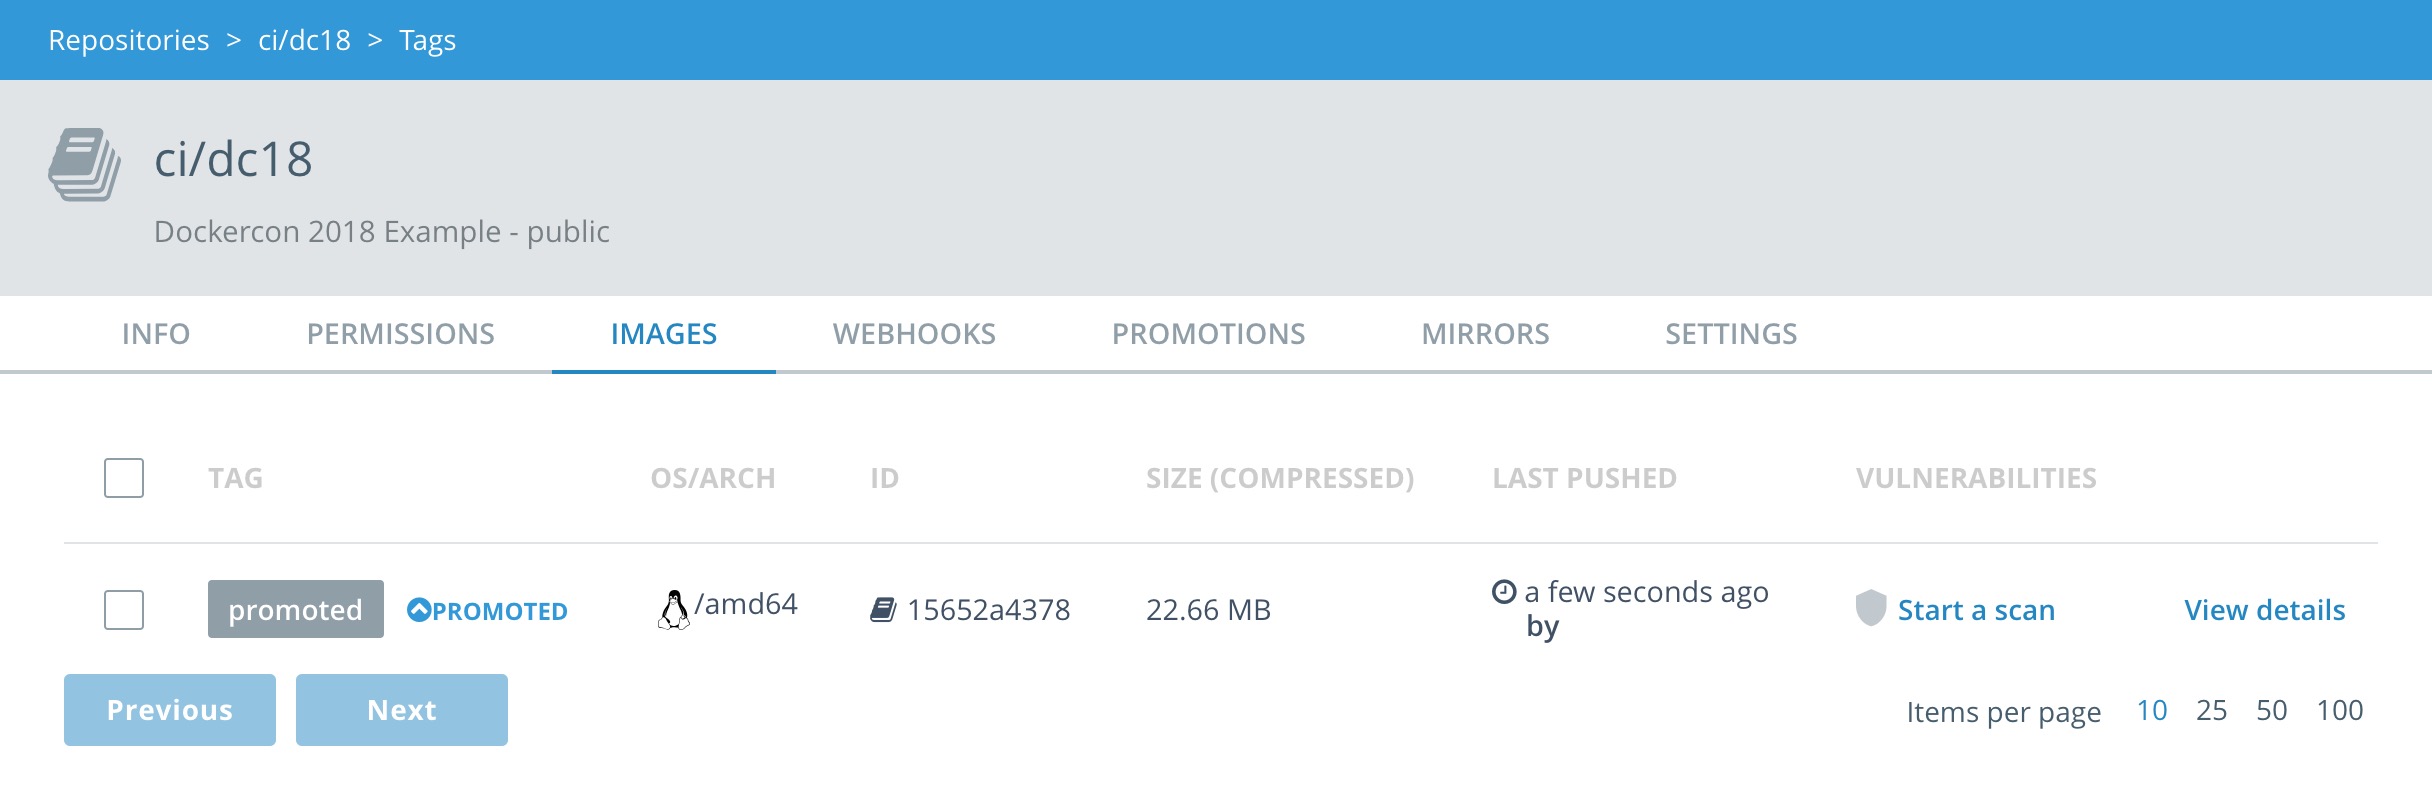 Repositories > ci/dc18 > Tags
ci/dc18
Dockercon 2018 Example - public
INFO PERMISSIONS IMAGES WEBHOOKS PROMOTIONS MIRRORS SETTINGS
TAG OS/ARCH ID SIZE (COMPRESSED) LAST PUSHED VULNERABILITIES
promoted PROMOTED /amd64 15652a4378 22.66 MB a few seconds ago Start a scan View details
by
Previous Next Items per page 10 25 50 100